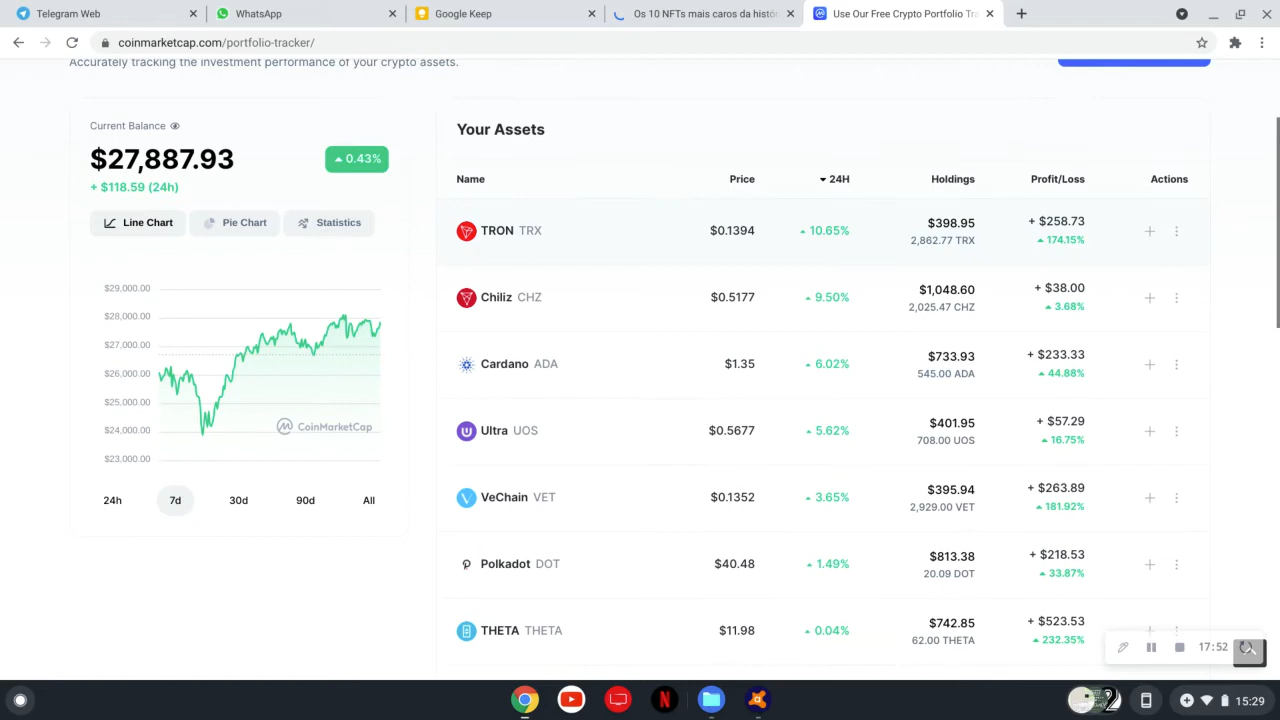 Telegram Web
WhatsApp
Google Keep
Os 10 NFTs mais caros da histór
Use Our Free Crypto Portfolio Tra
coinmarketcap.com/portfolio-tracker/
Accurately tracking the investment performance of your crypto assets.
Current Balance
$27,887.93
0.43%
+ $118.59 (24h)
Line Chart
Pie Chart
Statistics
$29,000.00
$28,000.00
$27,000.00
$26,000.00
$25,000.00
$24,000.00
$23,000.00
CoinMarketCap
24h 7d 30d 90d All
Your Assets
Name Price 24H Holdings Profit/Loss Actions
TRON TRX $0.1394 10.65% $398.95 + $258.73
2,862.77 TRX 174.15%
Chiliz CHZ $0.5177 9.50% $1,048.60 + $38.00
2,025.47 CHZ 3.68%
Cardano ADA $1.35 6.02% $733.93 + $233.33
545.00 ADA 44.88%
Ultra UOS $0.5677 5.62% $401.95 + $57.29
708.00 UOS 16.75%
VeChain VET $0.1352 3.65% $395.94 + $263.89
2,929.00 VET 181.92%
Polkadot DOT $40.48 1.49% $813.38 + $218.53
20.09 DOT 33.87%
THETA THETA $11.98 0.04% $742.85 + $523.53
62.00 THETA 232.35%
17:52
2
15:29